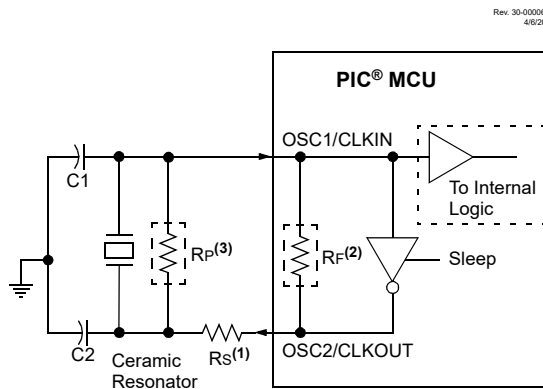 Rev. 30-00006
4/6/20
PIC® MCU
OSC1/CLKIN
C1
To Internal
Logic
RP(3)
RF(2)
Sleep
C2
Ceramic
Resonator
RS(1)
OSC2/CLKOUT